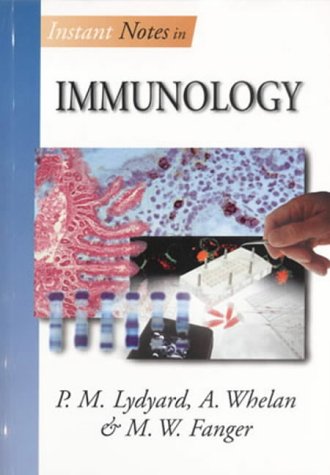 Instant Notes in
IMMUNOLOGY
P. M. Lydyard, A. Whelan
& M. W. Fanger